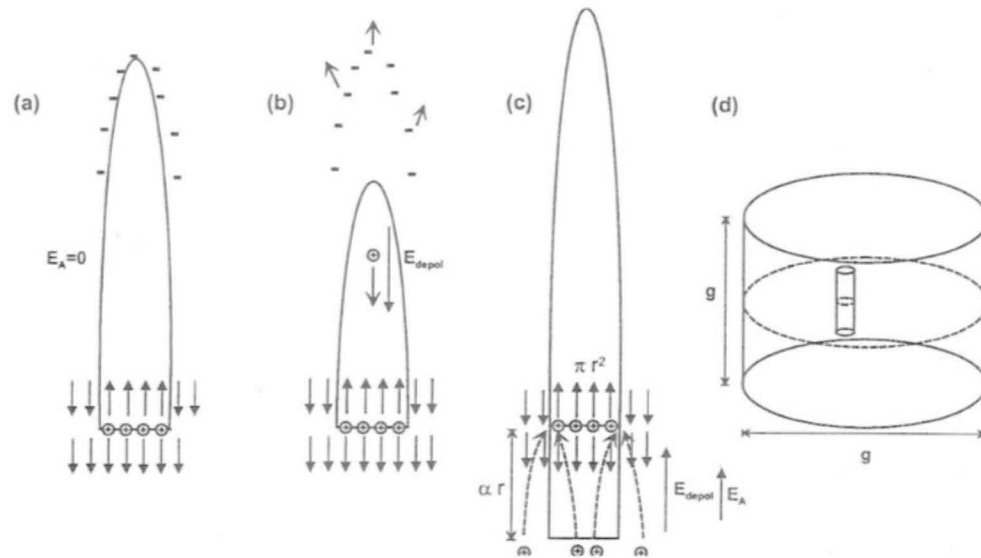 (a)
(b)
(c)
(d)
E_A=0
E_depol
π r²
α r
E_depol
E_A
g
g